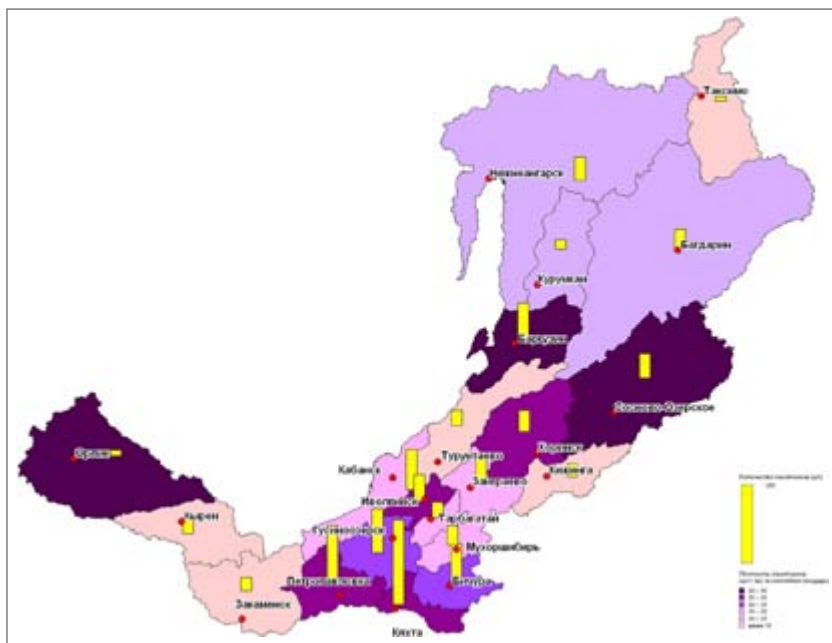 Таксимо
Нижнеангарск
Багдарин
Курумкан
Баргузин
Сосново-Озерское
Орлик
Хоринск
Турунтаево
Кабанск
Заиграево
Кижинга
Иволгинск
Кырен
Тарбагатай
Гусиноозерск
Мухоршибирь
Петропавловка
Бичура
Закаменск
Кяхта